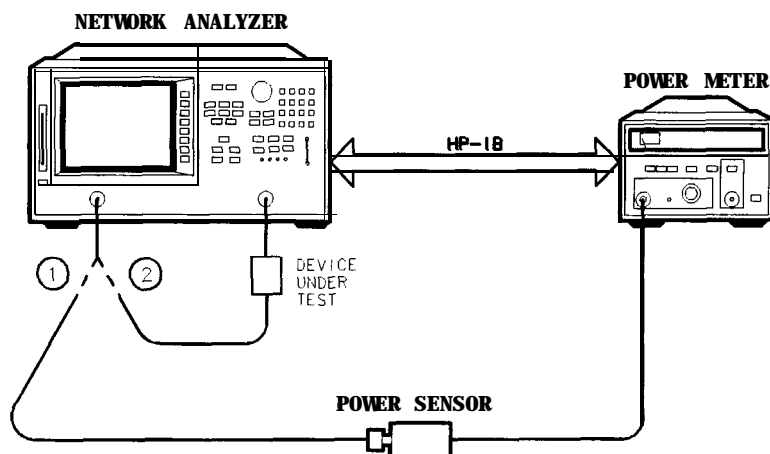 NETWORK ANALYZER
POWER METER
HP-IB
1
2
DEVICE
UNDER
TEST
POWER SENSOR